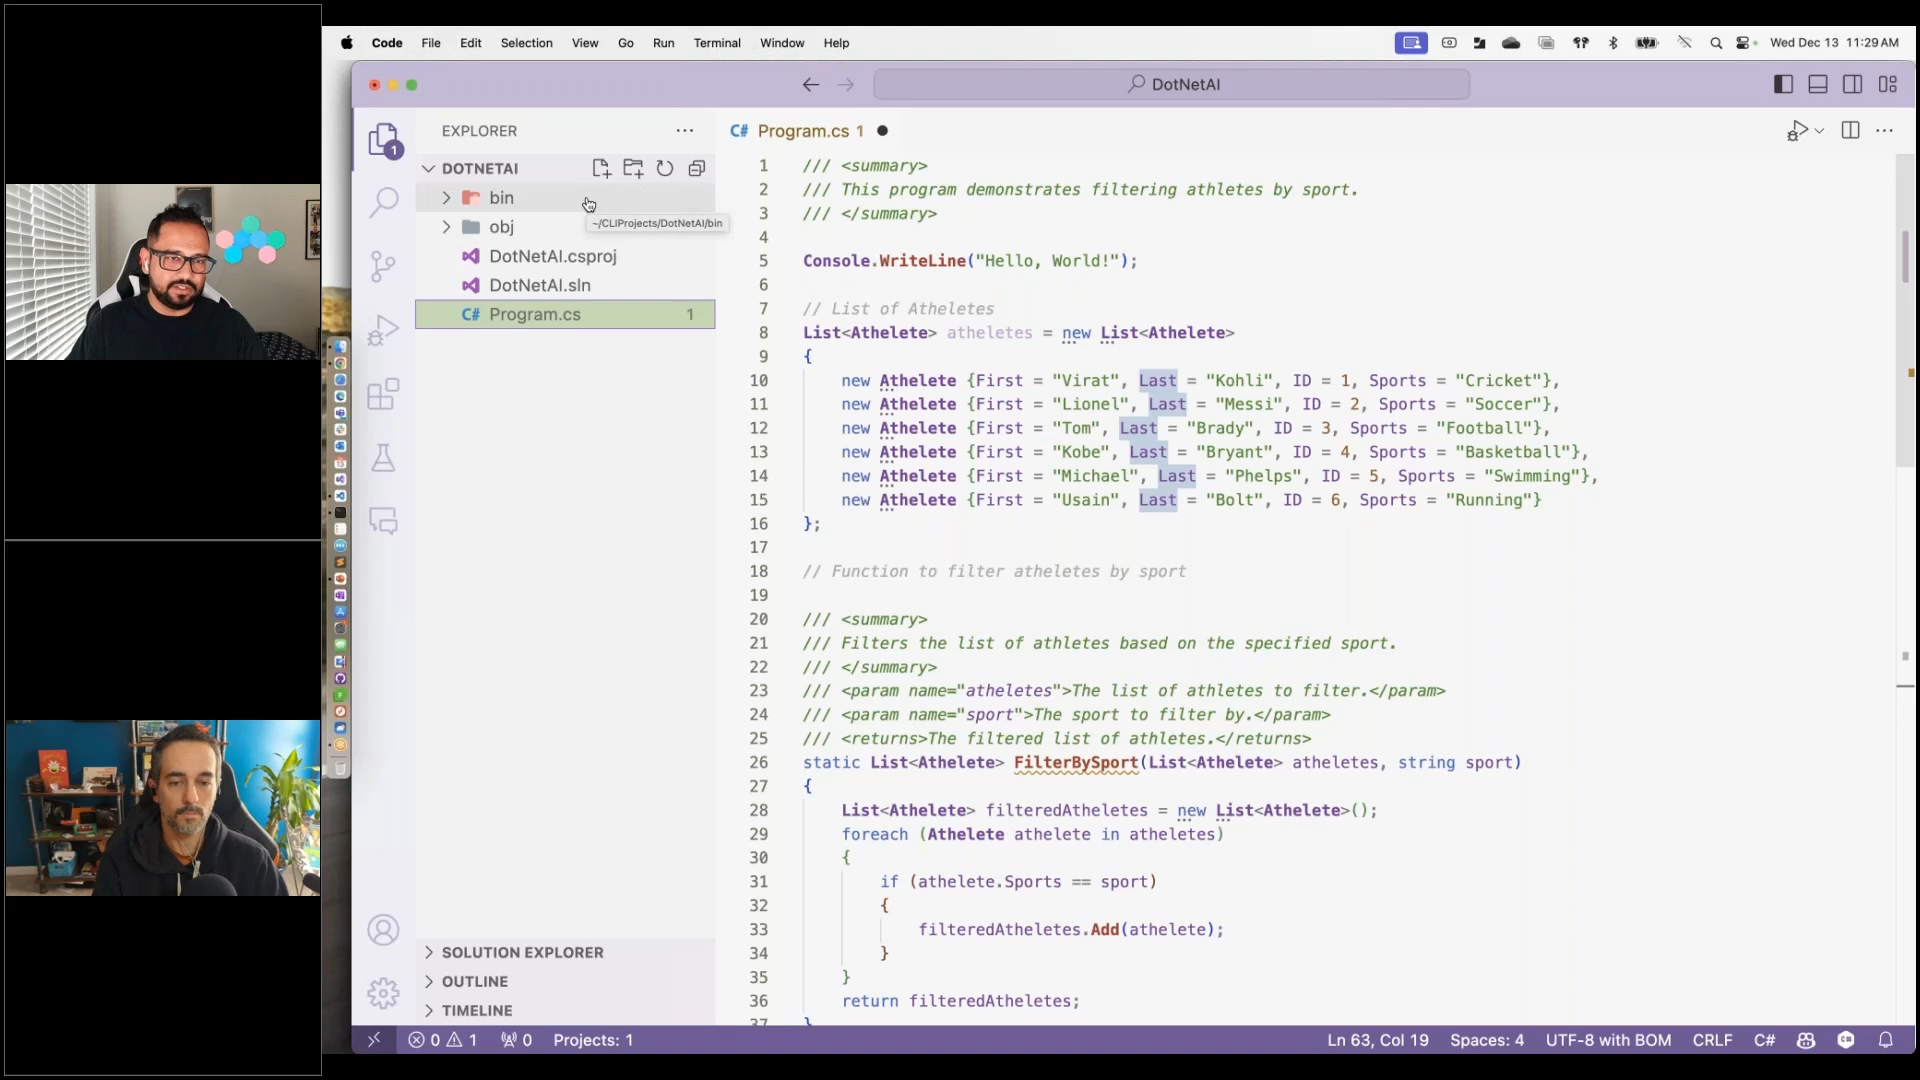 Code File Edit Selection View Go Run Terminal Window Help
Wed Dec 13 11:29 AM
DotNetAI
EXPLORER
DOTNETAI
bin
~/CLIProjects/DotNetAI/bin
obj
DotNetAI.csproj
DotNetAI.sln
C# Program.cs 1
SOLUTION EXPLORER
OUTLINE
TIMELINE
1
C# Program.cs 1
1 /// <summary>
2 /// This program demonstrates filtering athletes by sport.
3 /// </summary>
4
5 Console.WriteLine("Hello, World!");
6
7 // List of Atheletes
8 List<Athelete> atheletes = new List<Athelete>
9 {
10 new Athelete {First = "Virat", Last = "Kohli", ID = 1, Sports = "Cricket"},
11 new Athelete {First = "Lionel", Last = "Messi", ID = 2, Sports = "Soccer"},
12 new Athelete {First = "Tom", Last = "Brady", ID = 3, Sports = "Football"},
13 new Athelete {First = "Kobe", Last = "Bryant", ID = 4, Sports = "Basketball"},
14 new Athelete {First = "Michael", Last = "Phelps", ID = 5, Sports = "Swimming"},
15 new Athelete {First = "Usain", Last = "Bolt", ID = 6, Sports = "Running"}
16 };
17
18 // Function to filter atheletes by sport
19
20 /// <summary>
21 /// Filters the list of athletes based on the specified sport.
22 /// </summary>
23 /// <param name="atheletes">The list of athletes to filter.</param>
24 /// <param name="sport">The sport to filter by.</param>
25 /// <returns>The filtered list of athletes.</returns>
26 static List<Athelete> FilterBySport(List<Athelete> atheletes, string sport)
27 {
28 List<Athelete> filteredAtheletes = new List<Athelete>();
29 foreach (Athelete athelete in atheletes)
30 {
31 if (athelete.Sports == sport)
32 {
33 filteredAtheletes.Add(athelete);
34 }
35 }
36 return filteredAtheletes;
37 }
0 1 0 Projects: 1
Ln 63, Col 19 Spaces: 4 UTF-8 with BOM CRLF C#